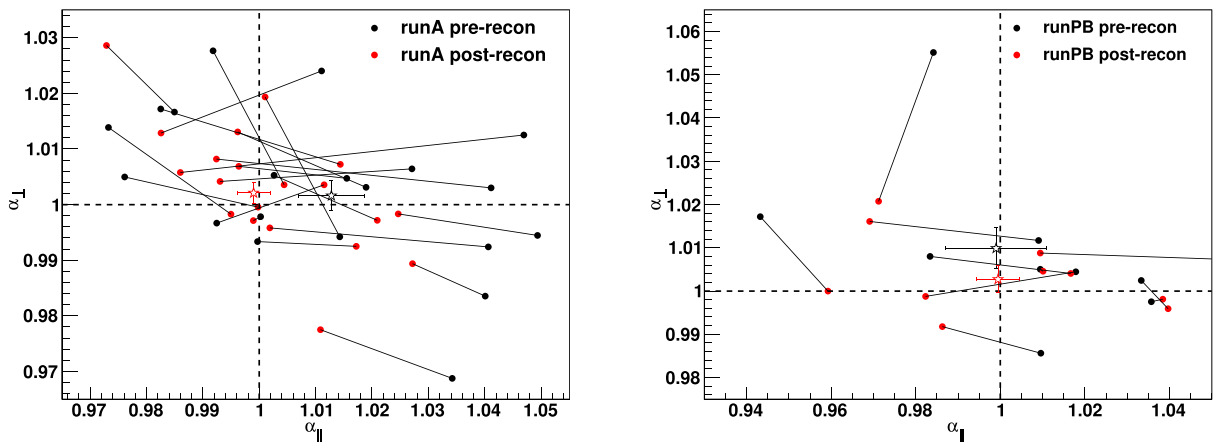 runA pre-recon
runA post-recon
1.03
1.02
1.01
1
0.99
0.98
0.97
α⊥
0.97 0.98 0.99 1 1.01 1.02 1.03 1.04 1.05
α||
runPB pre-recon
runPB post-recon
1.06
1.05
1.04
1.03
1.02
1.01
1
0.99
0.98
α⊥
0.94 0.96 0.98 1 1.02 1.04
α||